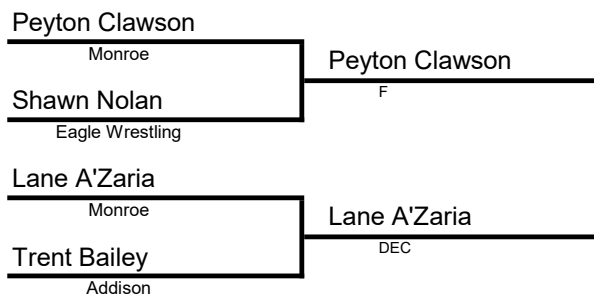 Peyton Clawson
Monroe
Peyton Clawson
F
Shawn Nolan
Eagle Wrestling
Lane A'Zaria
Monroe
Lane A'Zaria
DEC
Trent Bailey
Addison